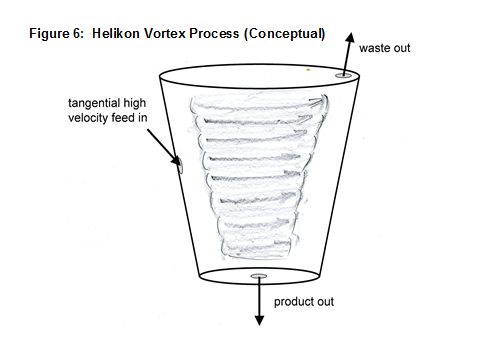 Figure 6:  Helikon Vortex Process (Conceptual)
waste out
tangential high
velocity feed in
product out